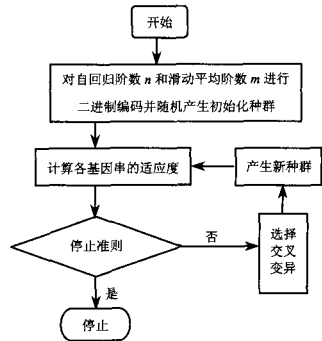 开始
对自回归阶数 n 和滑动平均阶数 m 进行
二进制编码并随机产生初始化种群
计算各基因串的适应度
产生新种群
停止准则
否
选择
交叉
变异
是
停止